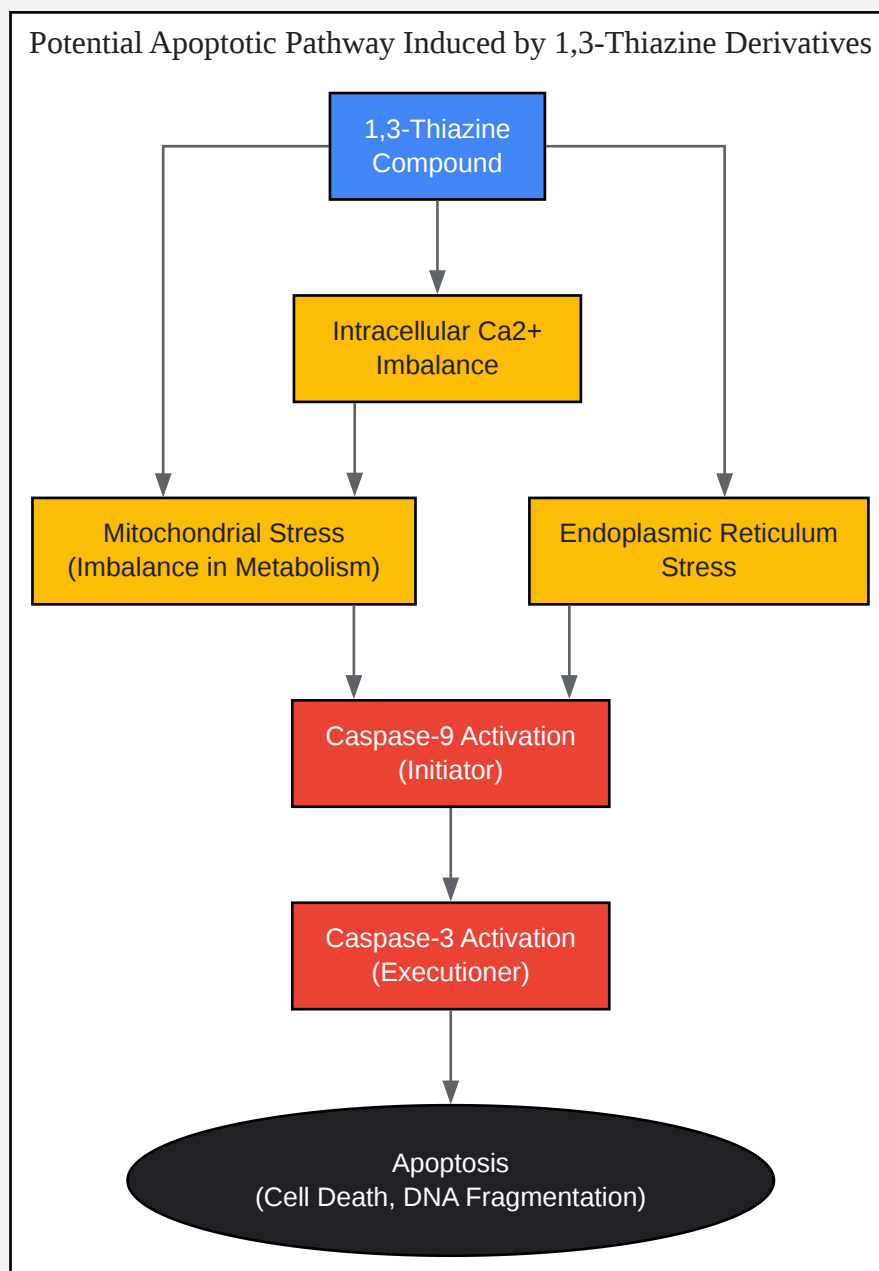 Potential Apoptotic Pathway Induced by 1,3-Thiazine Derivatives
1,3-Thiazine
Compound
Intracellular Ca2+
Imbalance
Mitochondrial Stress
(Imbalance in Metabolism)
Endoplasmic Reticulum
Stress
Caspase-9 Activation
(Initiator)
Caspase-3 Activation
(Executioner)
Apoptosis
(Cell Death, DNA Fragmentation)